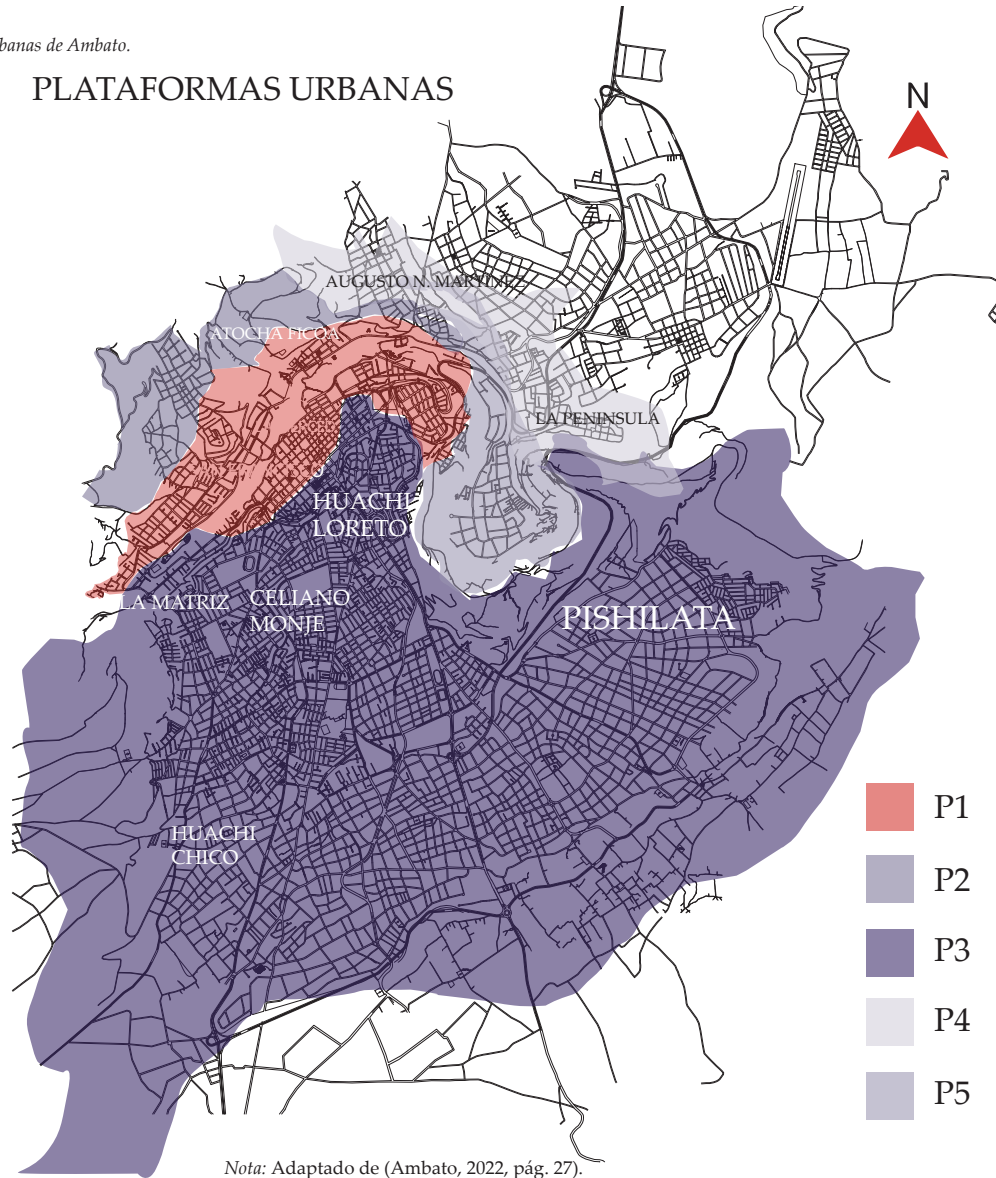 banas de Ambato.
PLATAFORMAS URBANAS
N
AUGUSTO N. MARTINEZ
ATOCHA FICOA
LA PENINSULA
HUACHI
LORETO
LA MATRIZ
CELIANO
MONJE
PISHILATA
HUACHI
CHICO
P1
P2
P3
P4
P5
Nota: Adaptado de (Ambato, 2022, pág. 27).